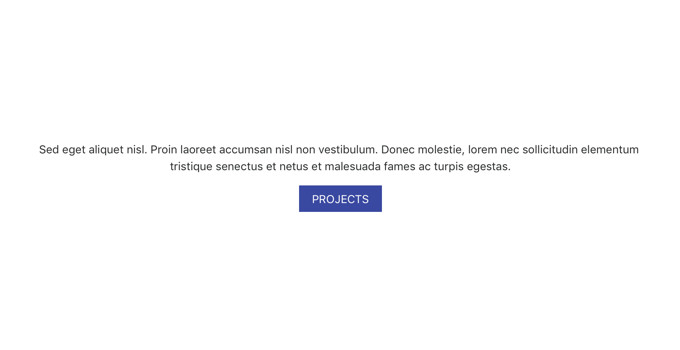 Sed eget aliquet nisl. Proin laoreet accumsan nisl non vestibulum. Donec molestie, lorem nec sollicitudin elementum
tristique senectus et netus et malesuada fames ac turpis egestas.
PROJECTS